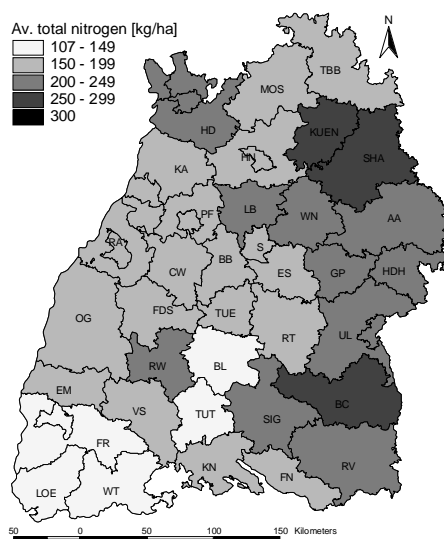 Av. total nitrogen [kg/ha]
107 - 149
150 - 199
200 - 249
250 - 299
300
N
TBB
MOS
HD
KUEN
HN
SHA
KA
PF
LB
WN
AA
RA
S
CW
BB
ES
GP
HDH
OG
FDS
TUE
RT
UL
RW
BL
EM
BC
VS
TUT
SIG
FR
KN
FN
RV
LOE
WT
50 0 50 100 150 Kilometers